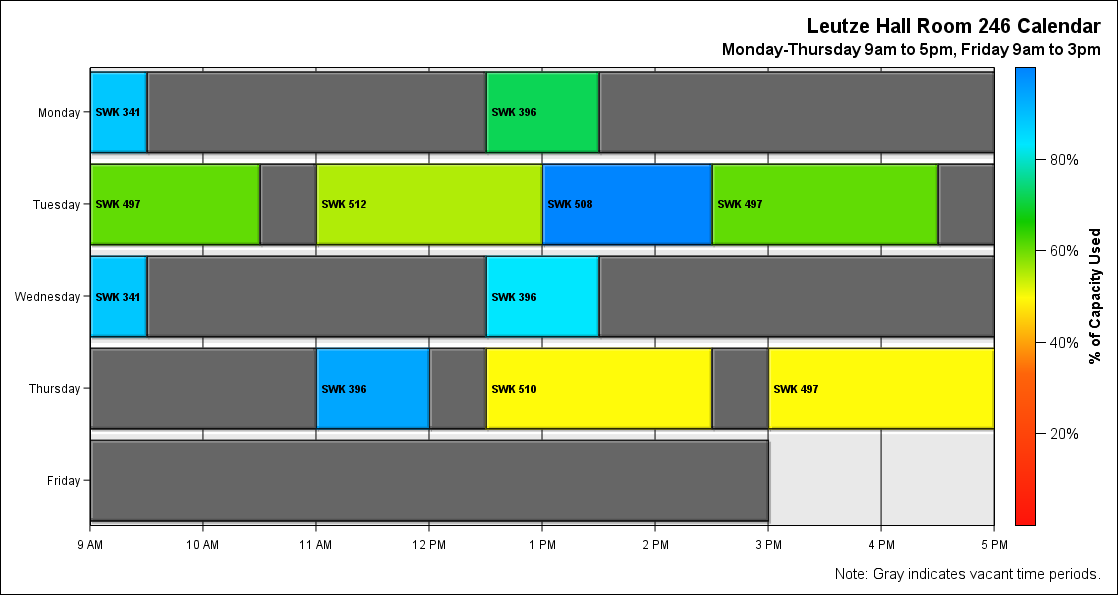 Leutze Hall Room 246 Calendar
Monday-Thursday 9am to 5pm, Friday 9am to 3pm
Monday
SWK 341
SWK 396
Tuesday
SWK 497
SWK 512
SWK 508
SWK 497
Wednesday
SWK 341
SWK 396
Thursday
SWK 396
SWK 510
SWK 497
Friday
9 AM
10 AM
11 AM
12 PM
1 PM
2 PM
3 PM
4 PM
5 PM
80%
60%
40%
20%
% of Capacity Used
Note: Gray indicates vacant time periods.